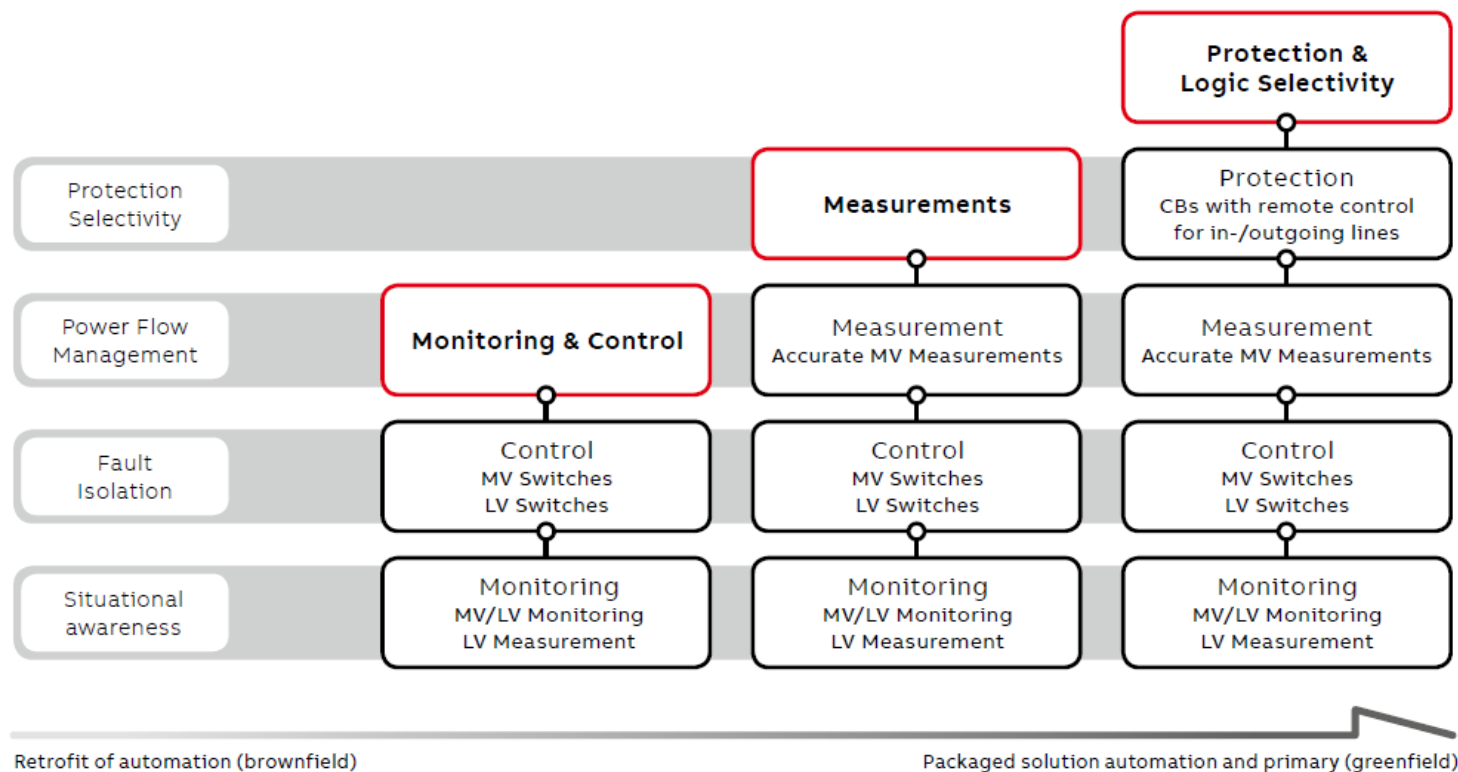 Protection &
Logic Selectivity
Protection
Selectivity
Measurements
Protection
CBs with remote control
for in-/outgoing lines
Power Flow
Management
Monitoring & Control
Measurement
Accurate MV Measurements
Measurement
Accurate MV Measurements
Fault
Isolation
Control
MV Switches
LV Switches
Control
MV Switches
LV Switches
Control
MV Switches
LV Switches
Situational
awareness
Monitoring
MV/LV Monitoring
LV Measurement
Monitoring
MV/LV Monitoring
LV Measurement
Monitoring
MV/LV Monitoring
LV Measurement
Retrofit of automation (brownfield)
Packaged solution automation and primary (greenfield)